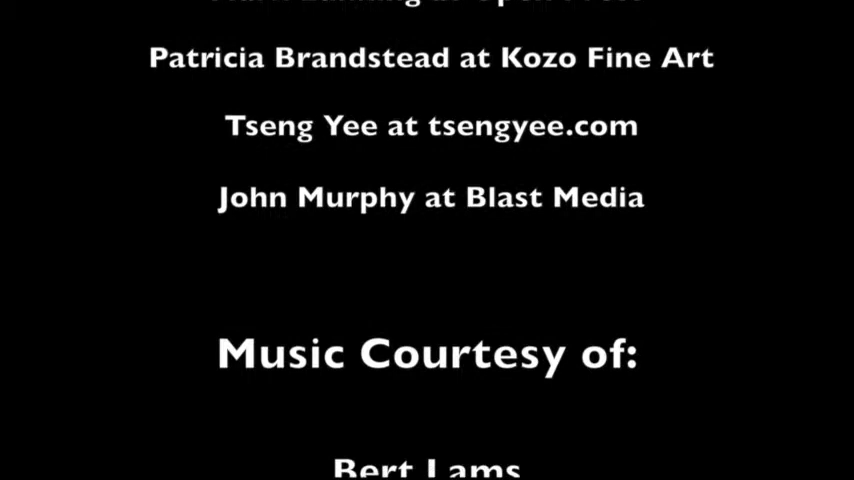 Patricia Brandstead at Kozo Fine Art
Tseng Yee at tsengyee.com
John Murphy at Blast Media
Music Courtesy of:
Bert Lams